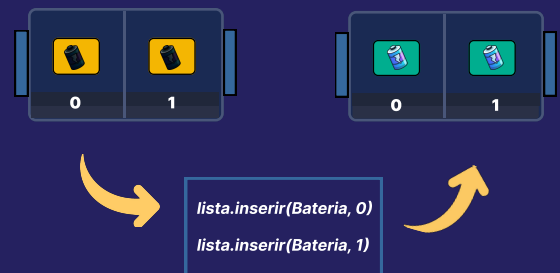 0 1
0 1
lista.inserir(Bateria, 0)
lista.inserir(Bateria, 1)